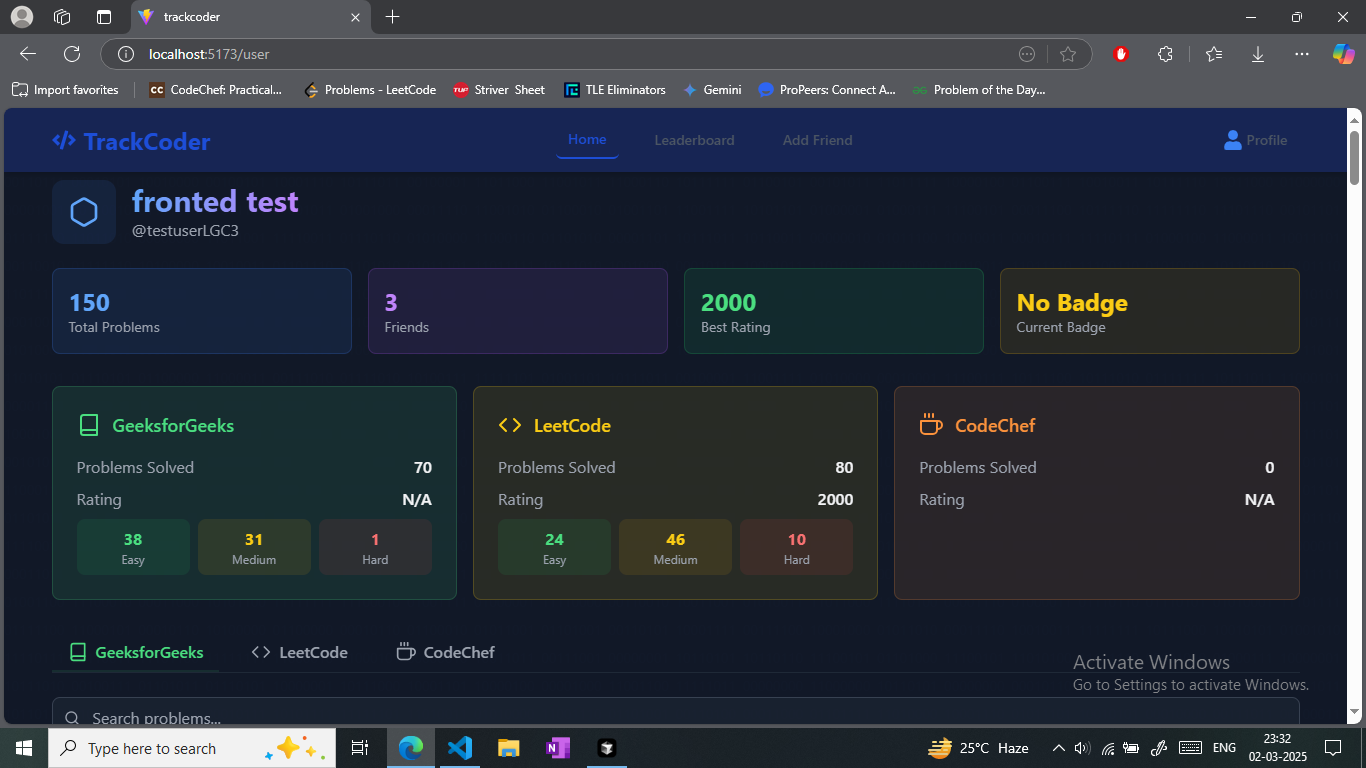 trackcoder
localhost:5173/user
Import favorites
CodeChef: Practical...
Problems - LeetCode
Striver Sheet
TLE Eliminators
Gemini
ProPeers: Connect A...
Problem of the Day...
TrackCoder
Home
Leaderboard
Add Friend
Profile
fronted test
@testuserLGC3
150
Total Problems
3
Friends
2000
Best Rating
No Badge
Current Badge
GeeksforGeeks
Problems Solved 70
Rating N/A
38
Easy
31
Medium
1
Hard
LeetCode
Problems Solved 80
Rating 2000
24
Easy
46
Medium
10
Hard
CodeChef
Problems Solved 0
Rating N/A
GeeksforGeeks
LeetCode
CodeChef
Search problems...
Activate Windows
Go to Settings to activate Windows.
Type here to search
25°C Haze
ENG
23:32
02-03-2025